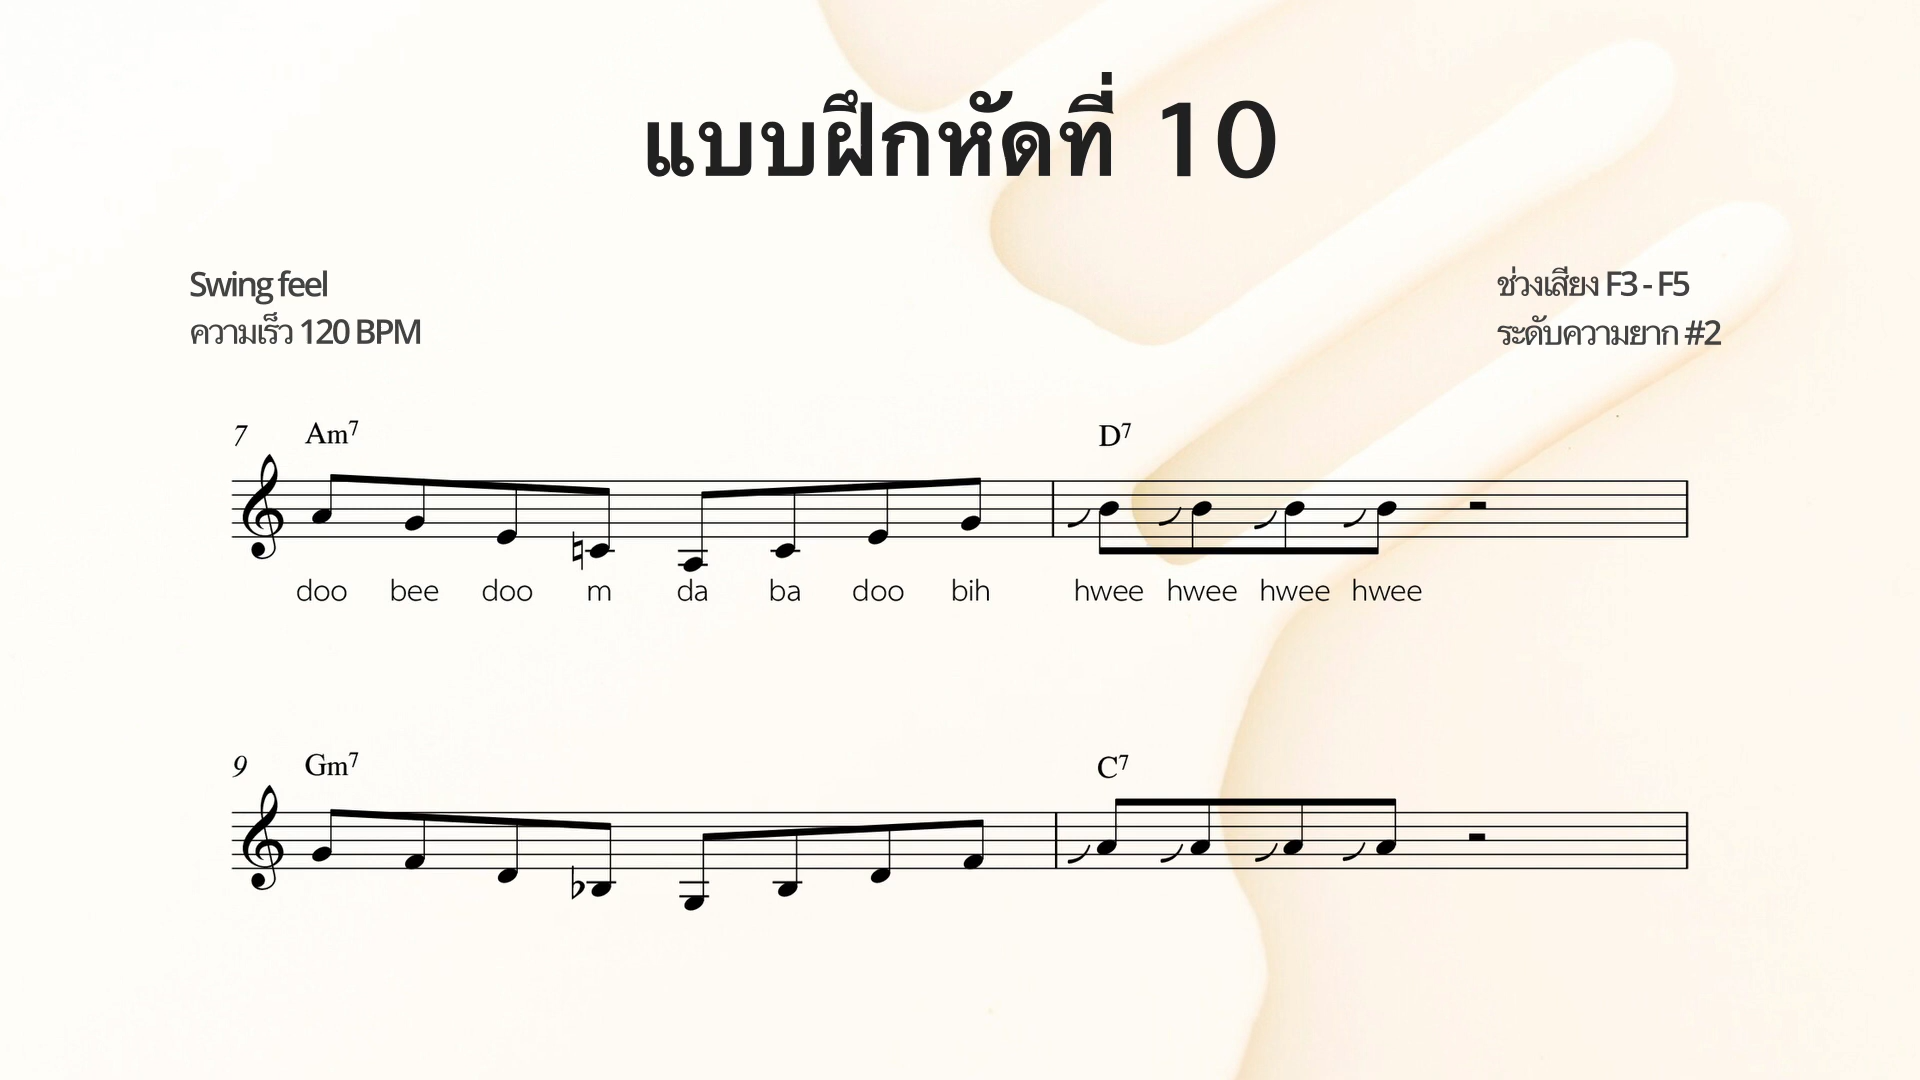 แบบฝึกหัดที่ 10
Swing feel
ความเร็ว 120 BPM
ช่วงเสียง F3 - F5
ระดับความยาก #2
7 Am7 D7
doo bee doo m da ba doo bih hwee hwee hwee hwee
9 Gm7 C7